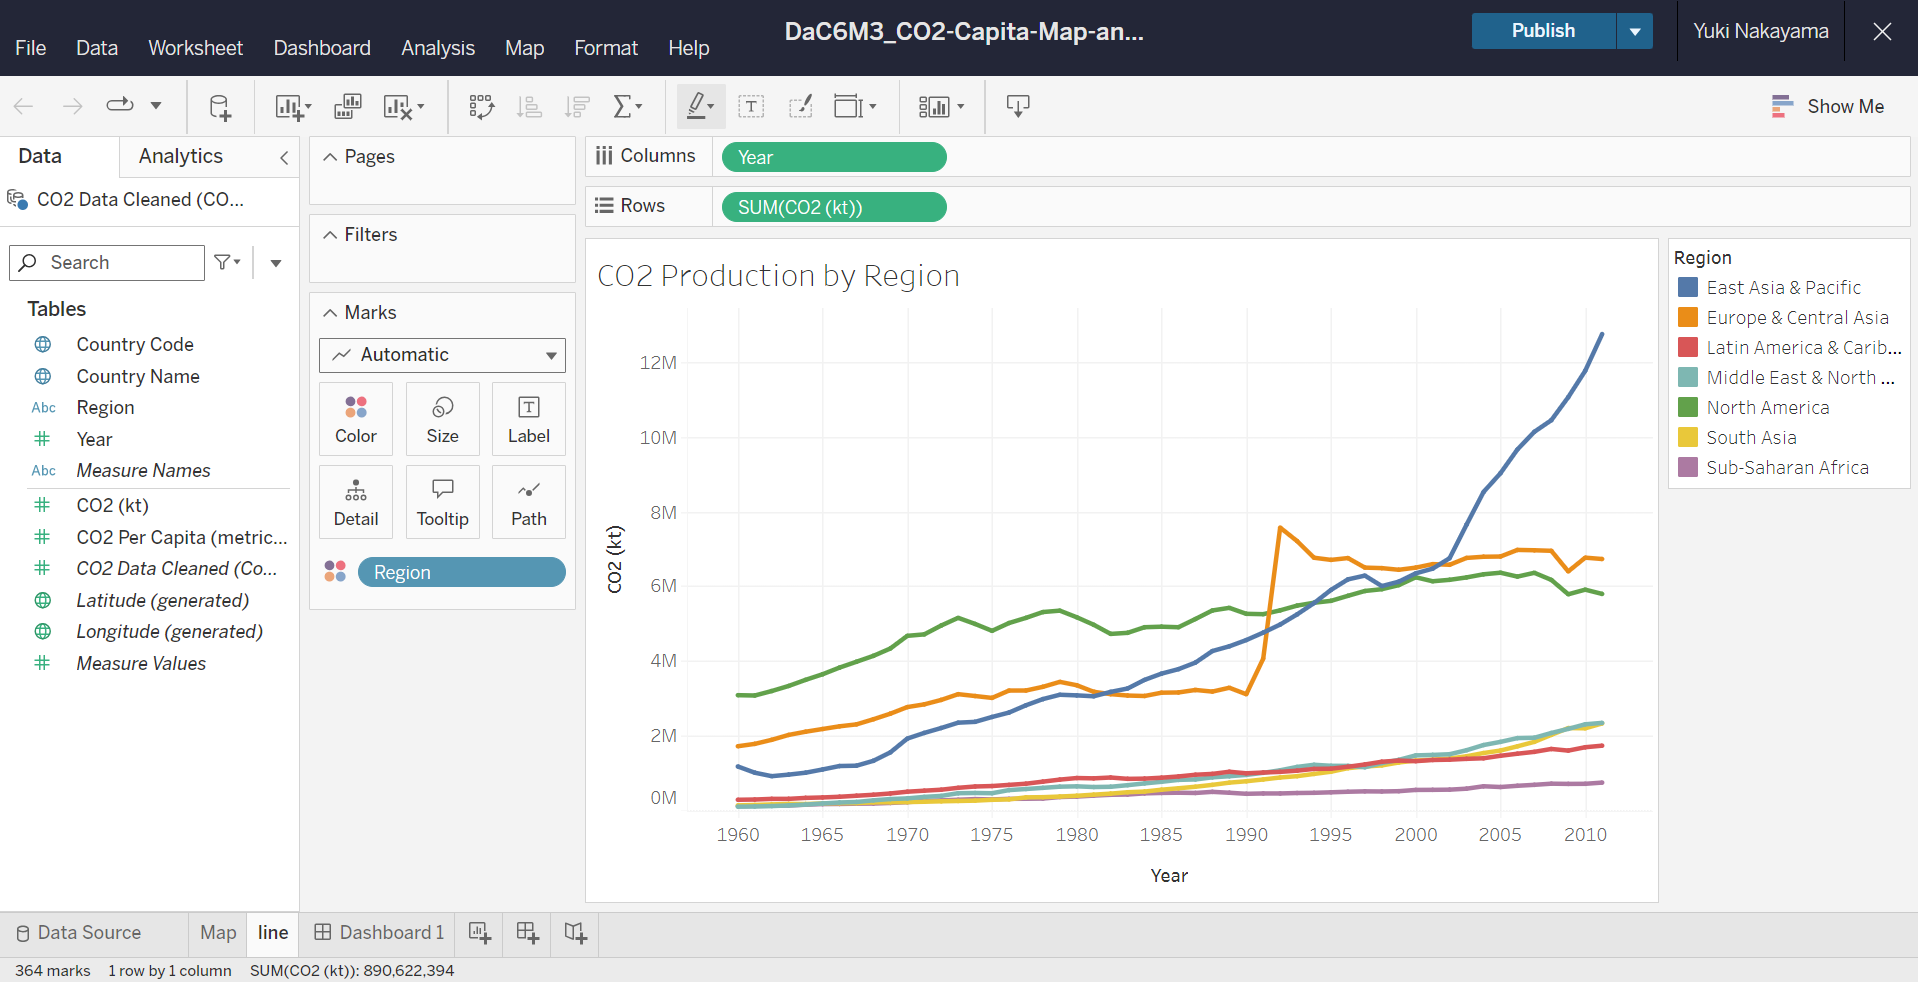 DaC6M3_CO2-Capita-Map-an...
Publish
Yuki Nakayama
File Data Worksheet Dashboard Analysis Map Format Help
Show Me
Data Analytics
CO2 Data Cleaned (CO...
Search
Tables
Country Code
Country Name
Abc Region
Year
Abc Measure Names
CO2 (kt)
CO2 Per Capita (metric...
CO2 Data Cleaned (Co...
Latitude (generated)
Longitude (generated)
Measure Values
Pages
Filters
Marks
Automatic
Color Size Label
Detail Tooltip Path
Region
Columns Year
Rows SUM(CO2 (kt))
CO2 Production by Region
CO2 (kt)
12M
10M
8M
6M
4M
2M
0M
1960 1965 1970 1975 1980 1985 1990 1995 2000 2005 2010
Year
Region
East Asia & Pacific
Europe & Central Asia
Latin America & Carib...
Middle East & North ...
North America
South Asia
Sub-Saharan Africa
Data Source Map line Dashboard 1
364 marks 1 row by 1 column SUM(CO2 (kt)): 890,622,394